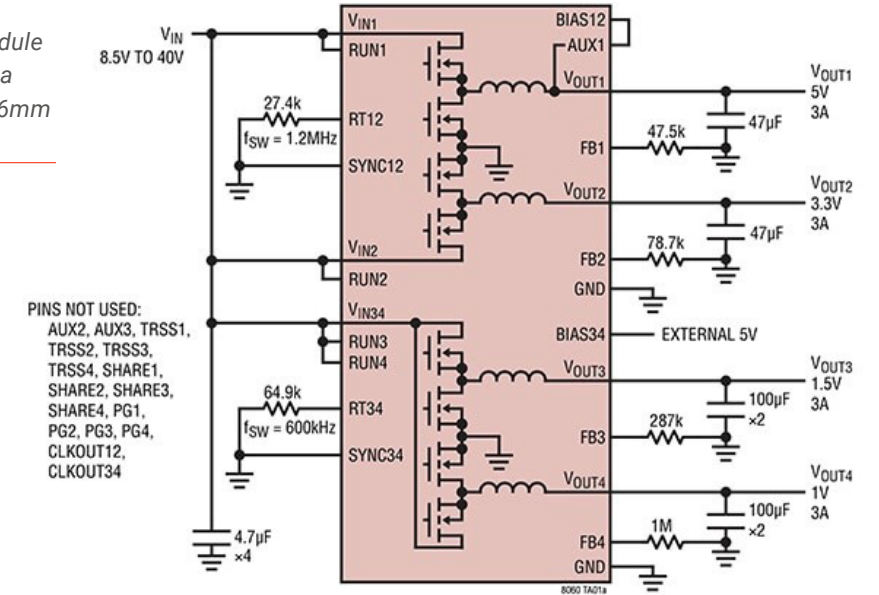 dule
a
6mm
VIN
8.5V TO 40V
VIN1
RUN1
27.4k
RT12
fSW = 1.2MHz
SYNC12
VIN2
RUN2
VIN34
RUN3
RUN4
64.9k
RT34
fSW = 600kHz
SYNC34
4.7µF
×4
PINS NOT USED:
AUX2, AUX3, TRSS1,
TRSS2, TRSS3,
TRSS4, SHARE1,
SHARE2, SHARE3,
SHARE4, PG1,
PG2, PG3, PG4,
CLKOUT12,
CLKOUT34
BIAS12
AUX1
VOUT1
FB1
47.5k
47µF
VOUT1
5V
3A
VOUT2
FB2
78.7k
47µF
VOUT2
3.3V
3A
GND
BIAS34
EXTERNAL 5V
VOUT3
FB3
287k
100µF
×2
VOUT3
1.5V
3A
VOUT4
FB4
1M
100µF
×2
VOUT4
1V
3A
GND
8060 TA01a